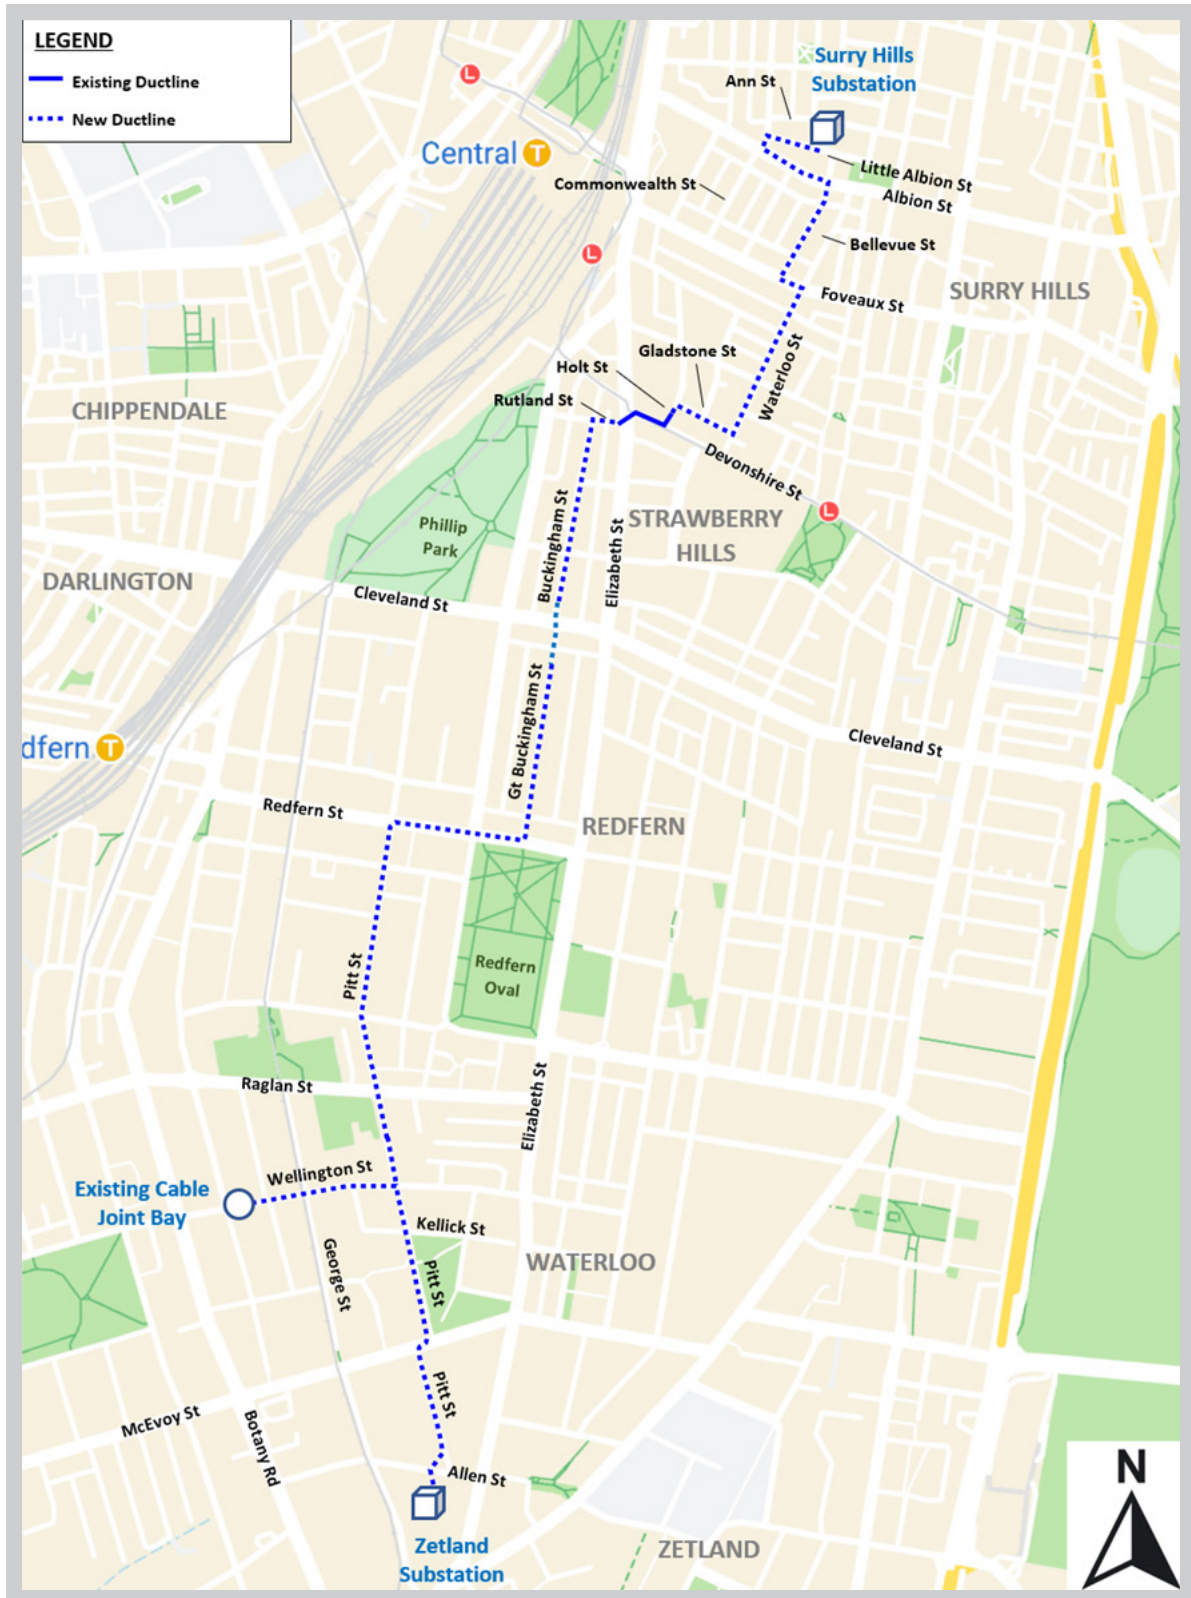 LEGEND
Existing Ductline
New Ductline
Surry Hills
Substation
Ann St
L
Central T
Commonwealth St
Little Albion St
Albion St
Bellevue St
L
SURRY HILLS
Foveaux St
Gladstone St
Holt St
Waterloo St
Rutland St
CHIPPENDALE
Devonshire St
L
Phillip
Park
Buckingham St
Elizabeth St
STRAWBERRY
HILLS
DARLINGTON
Cleveland St
Gt Buckingham St
Cleveland St
dfern T
Redfern St
REDFERN
Pitt St
Redfern
Oval
Raglan St
Elizabeth St
Wellington St
Existing Cable
Joint Bay
Kellick St
George St
Pitt St
WATERLOO
McEvoy St
Botany Rd
Pitt St
Allen St
Zetland
Substation
ZETLAND
N